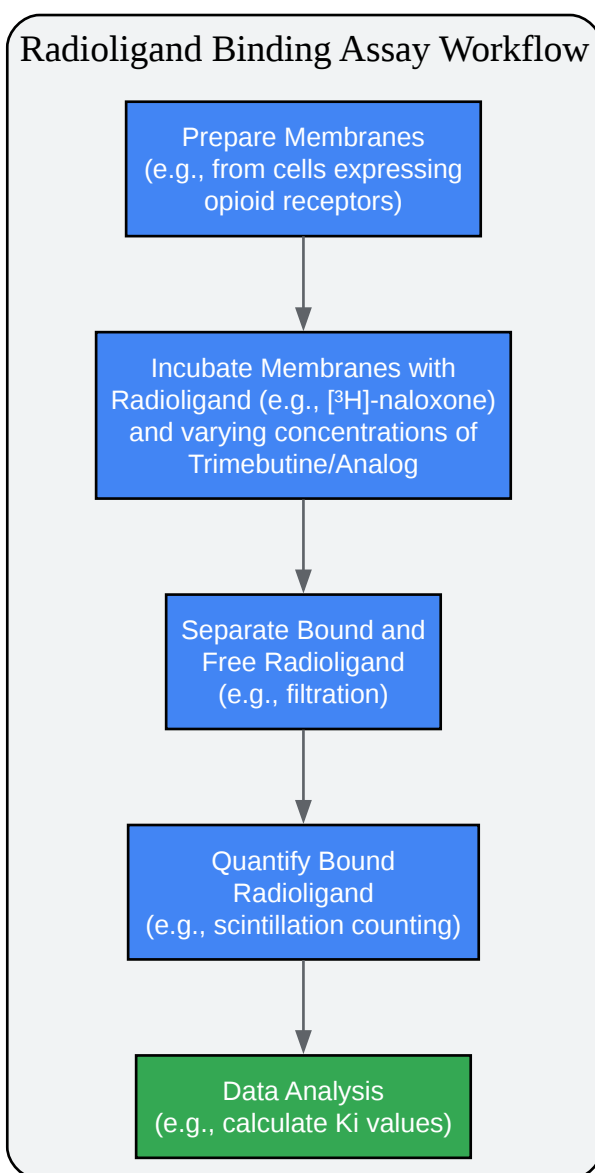 Radioligand Binding Assay Workflow
Prepare Membranes
(e.g., from cells expressing
opioid receptors)
Incubate Membranes with
Radioligand (e.g., [³H]-naloxone)
and varying concentrations of
Trimebutine/Analog
Separate Bound and
Free Radioligand
(e.g., filtration)
Quantify Bound
Radioligand
(e.g., scintillation counting)
Data Analysis
(e.g., calculate Ki values)